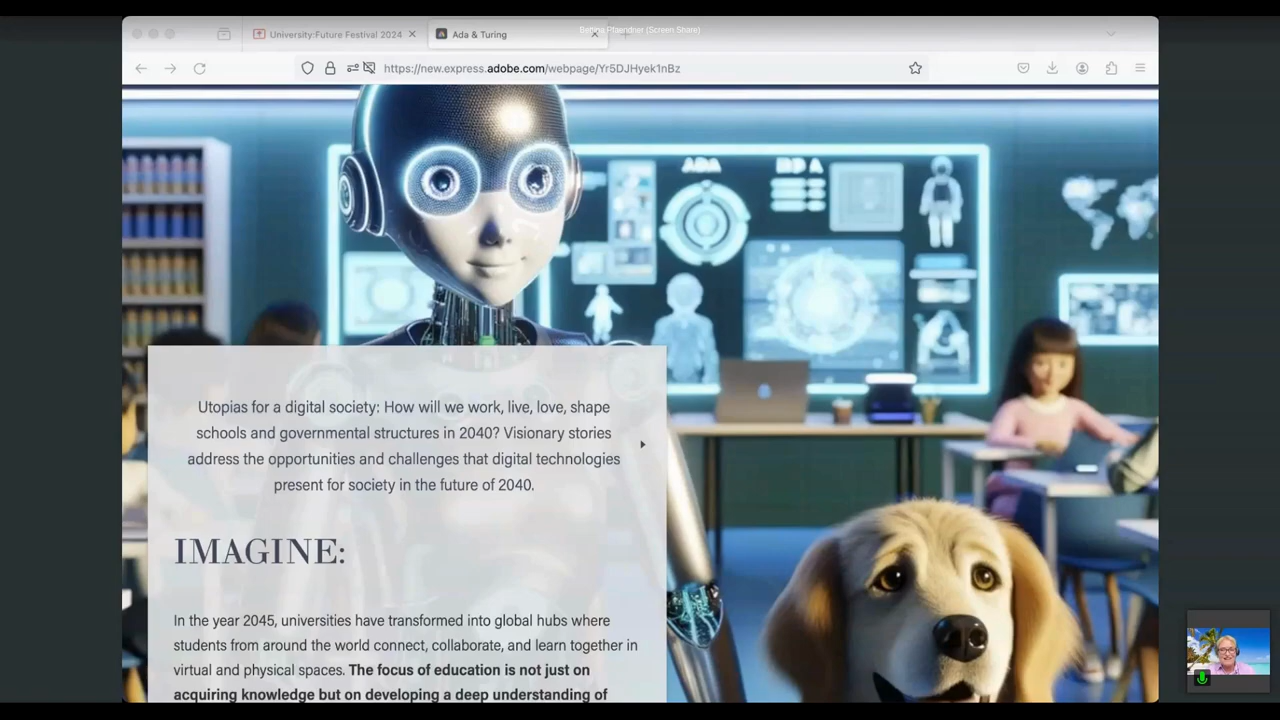 Bettina Pfaendner (Screen Share)
University:Future Festival 2024
Ada & Turing
https://new.express.adobe.com/webpage/Yr5DJHyek1nBz
ADA
Utopias for a digital society: How will we work, live, love, shape
schools and governmental structures in 2040? Visionary stories
address the opportunities and challenges that digital technologies
present for society in the future of 2040.
IMAGINE:
In the year 2045, universities have transformed into global hubs where
students from around the world connect, collaborate, and learn together in
virtual and physical spaces. The focus of education is not just on
acquiring knowledge but on developing a deep understanding of